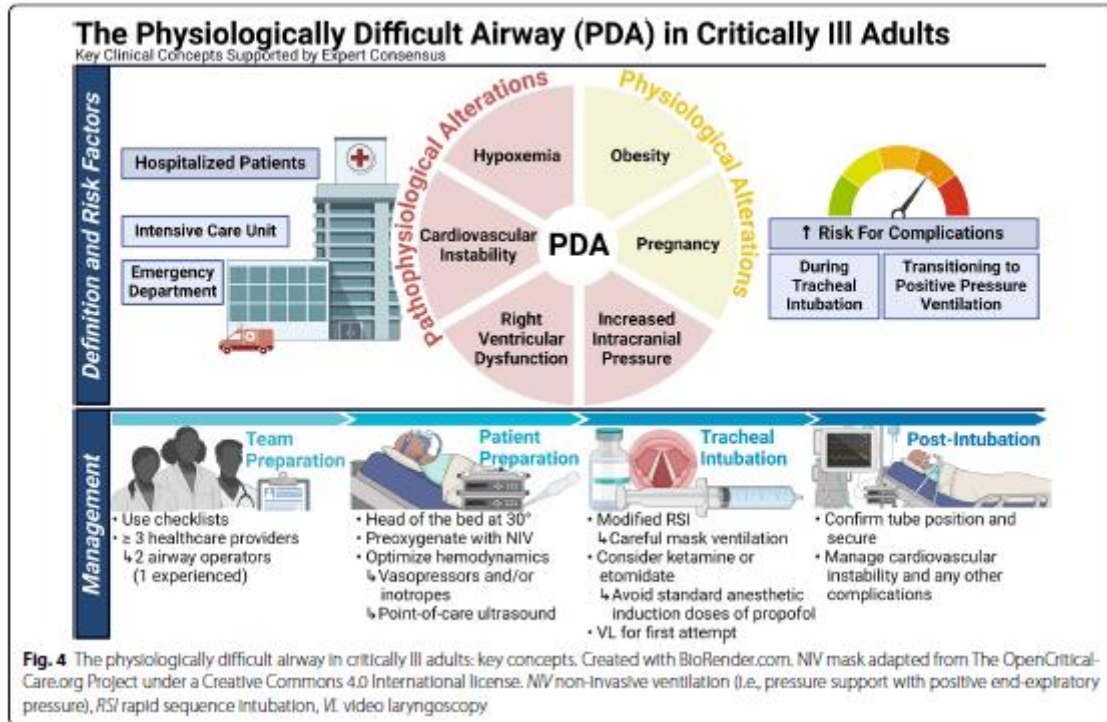 The Physiologically Difficult Airway (PDA) in Critically Ill Adults
Key Clinical Concepts Supported by Expert Consensus
Definition and Risk Factors
Hospitalized Patients
Intensive Care Unit
Emergency
Department
Pathophysiological Alterations
Physiological Alterations
Hypoxemia
Obesity
Cardiovascular
Instability
PDA
Pregnancy
Right
Ventricular
Dysfunction
Increased
Intracranial
Pressure
↑ Risk For Complications
During
Tracheal
Intubation
Transitioning to
Positive Pressure
Ventilation
Management
Team
Preparation
• Use checklists
• ≥ 3 healthcare providers
↳ 2 airway operators
(1 experienced)
Patient
Preparation
• Head of the bed at 30°
• Preoxygenate with NIV
• Optimize hemodynamics
↳ Vasopressors and/or
inotropes
↳ Point-of-care ultrasound
Tracheal
Intubation
• Modified RSI
↳ Careful mask ventilation
• Consider ketamine or
etomidate
↳ Avoid standard anesthetic
induction doses of propofol
• VL for first attempt
Post-Intubation
• Confirm tube position and
secure
• Manage cardiovascular
instability and any other
complications
Fig. 4 The physiologically difficult airway in critically ill adults: key concepts. Created with BioRender.com. NIV mask adapted from The OpenCritical-
Care.org Project under a Creative Commons 4.0 International license. NIV non-invasive ventilation (i.e., pressure support with positive end-expiratory
pressure), RSI rapid sequence intubation, VL video laryngoscopy